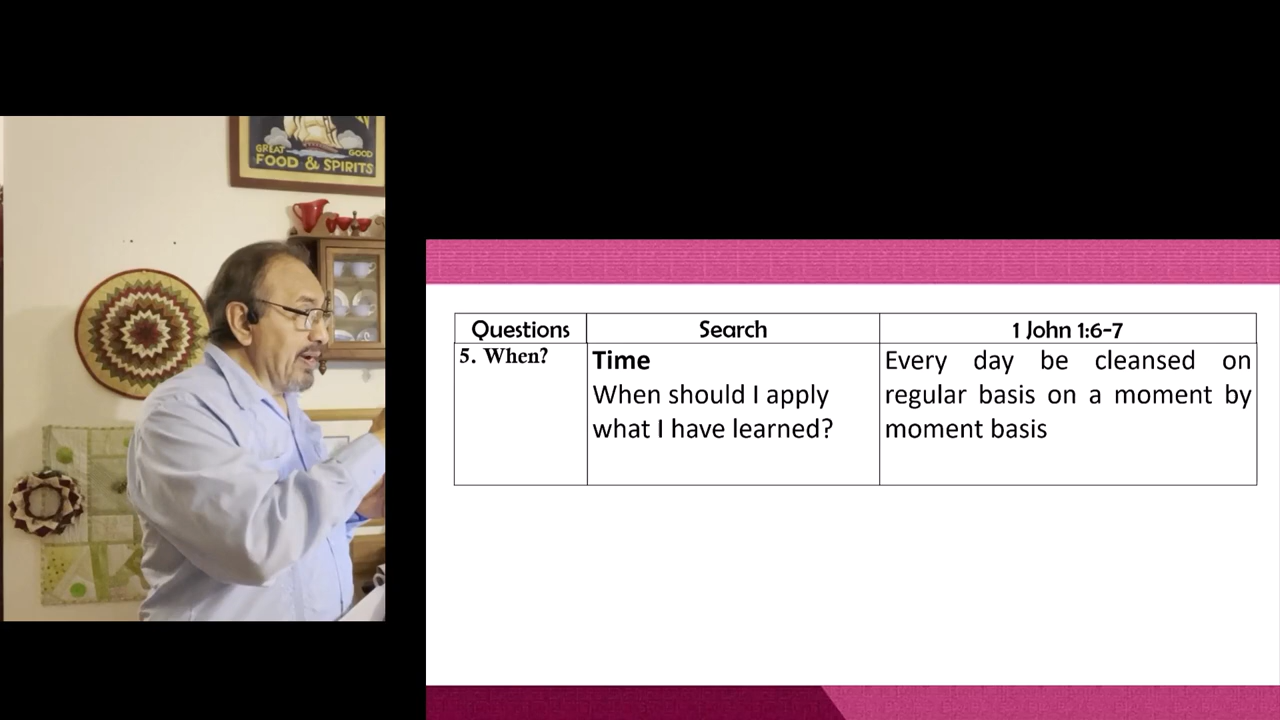 GREAT GOOD
FOOD & SPIRITS
Questions Search 1 John 1:6-7
5. When? Time Every day be cleansed on
When should I apply regular basis on a moment by
what I have learned? moment basis